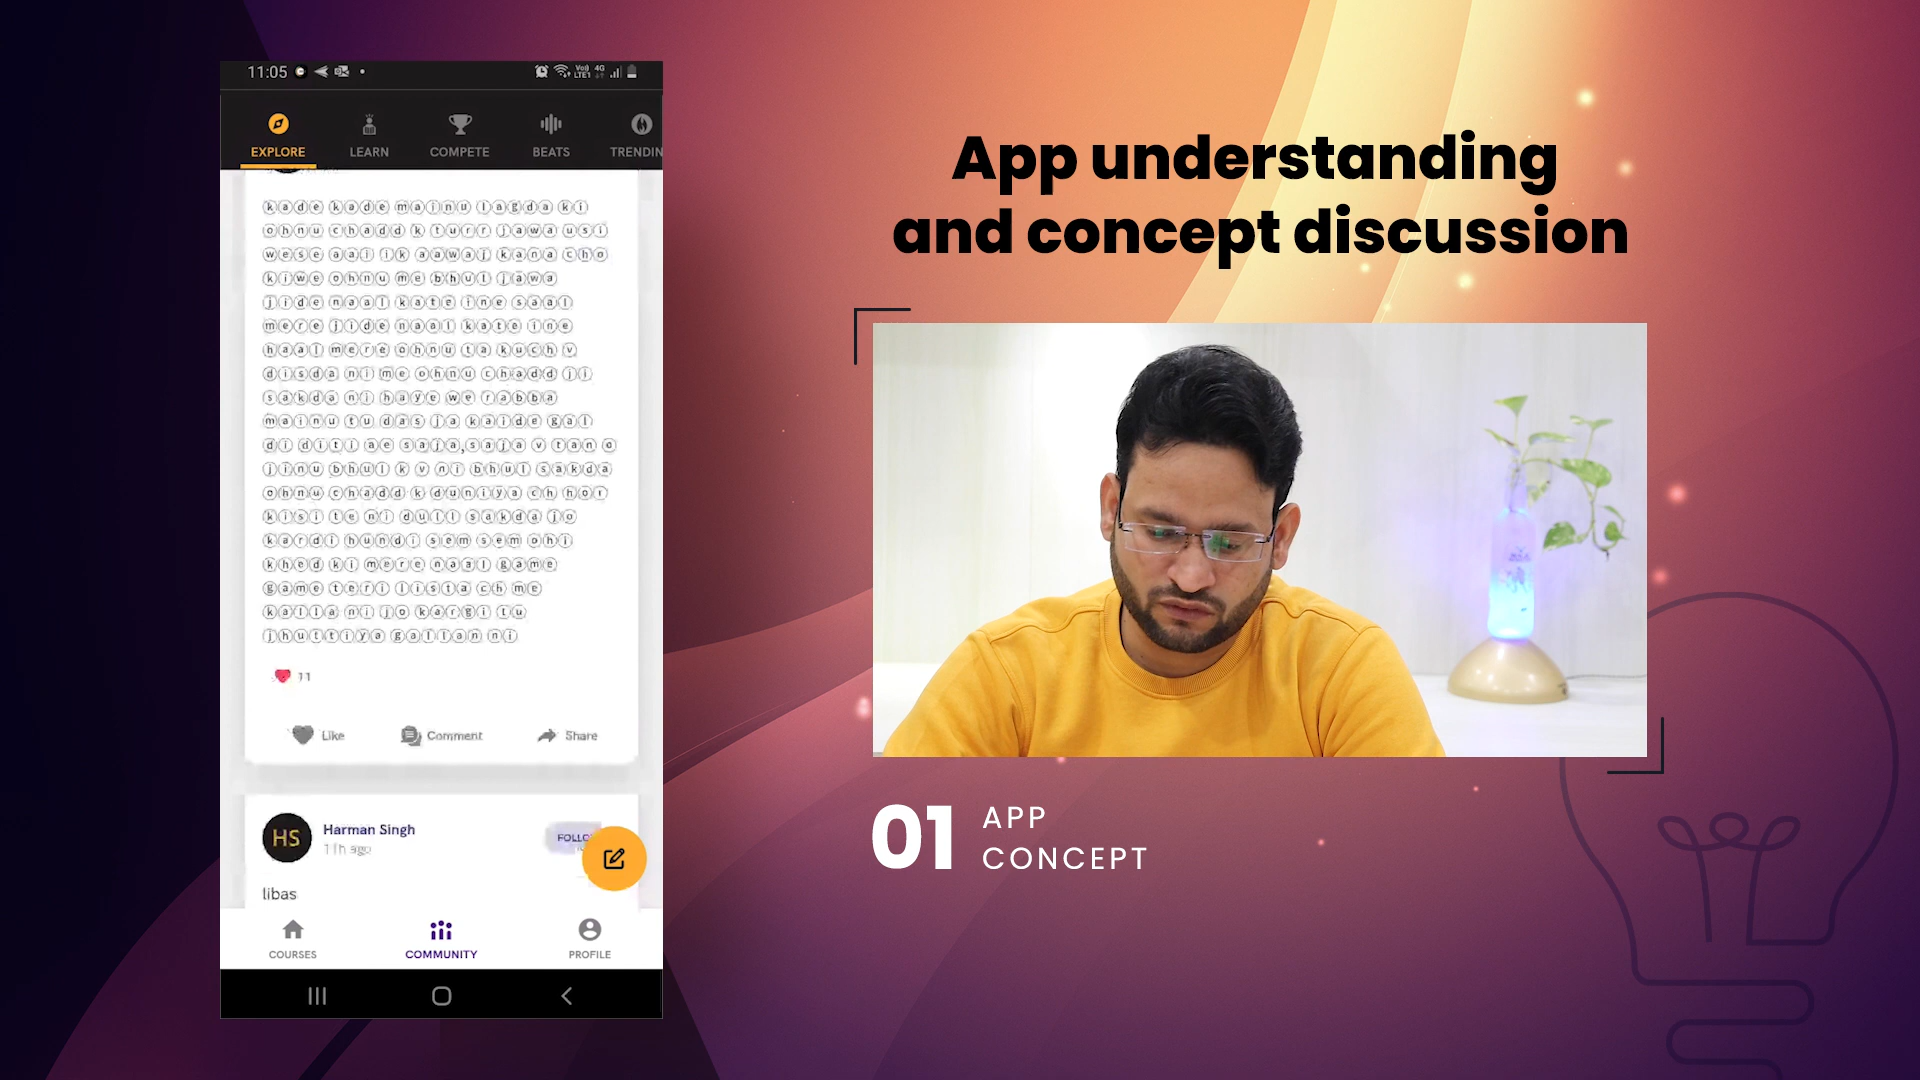 11:05
Vo)) 4G
LTE1
EXPLORE LEARN COMPETE BEATS TRENDIN
kade kade mainu lagda ki
ohnu chadd k turr jawa usi
wese aai ik aawaj kana cho
kiwe ohnu me bhul jawa
jide naal kate ine saal
mere jide naal kate ine
haal mere ohnu ta kuch v
disda ni me ohnu chadd ji
sakda ni haye we rabba
mainu tu das ja kaide gal
di diti ae saja,saja v tan o
jinu bhul k v ni bhul sakda
ohnu chadd k duniya ch hor
kisi te ni dull sakda jo
kardi hundi sem sem ohi
khed ki mere naal game
game teri lista ch me
kalla ni jo kargi tu
jhuttiya gallan ni
11
Like Comment Share
HS Harman Singh
11h ago
FOLLO
libas
COURSES COMMUNITY PROFILE
App understanding
and concept discussion
01 APP
CONCEPT